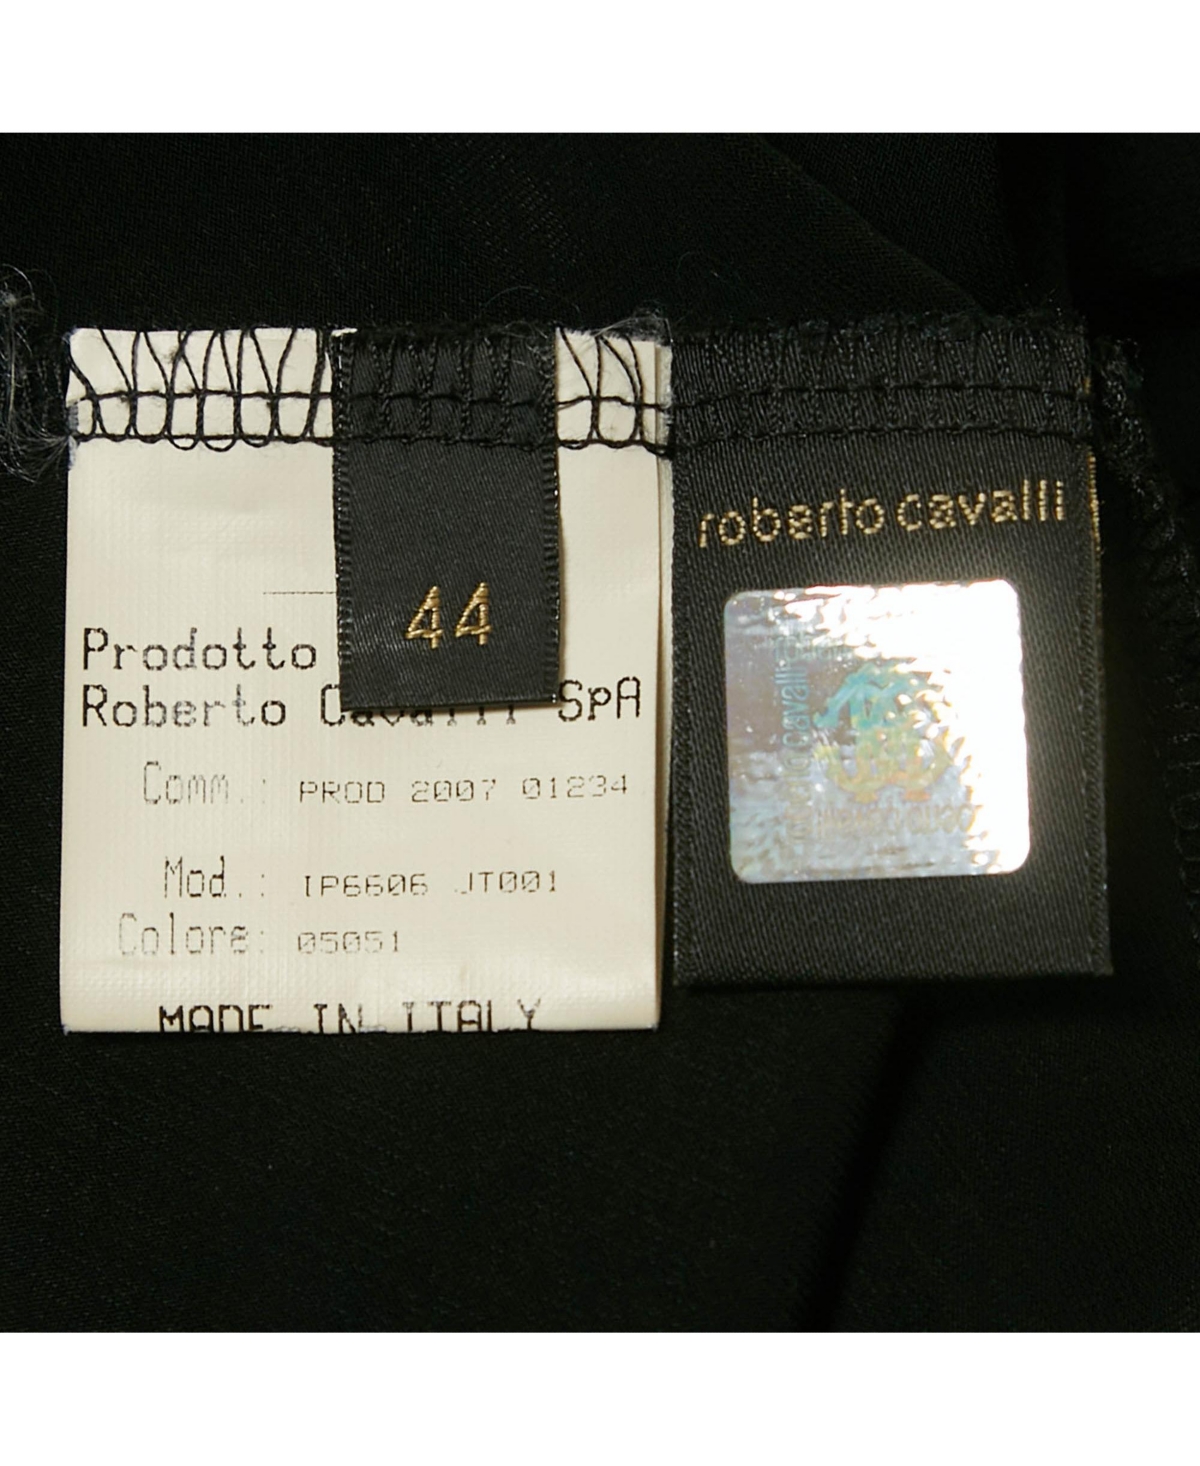 44
Prodotto
Roberto Cavalli SpA
Comm.: PROD 2007 01234
Mod.: IP6606 JT001
Colore: 05051
MADE IN ITALY
roberto cavalli